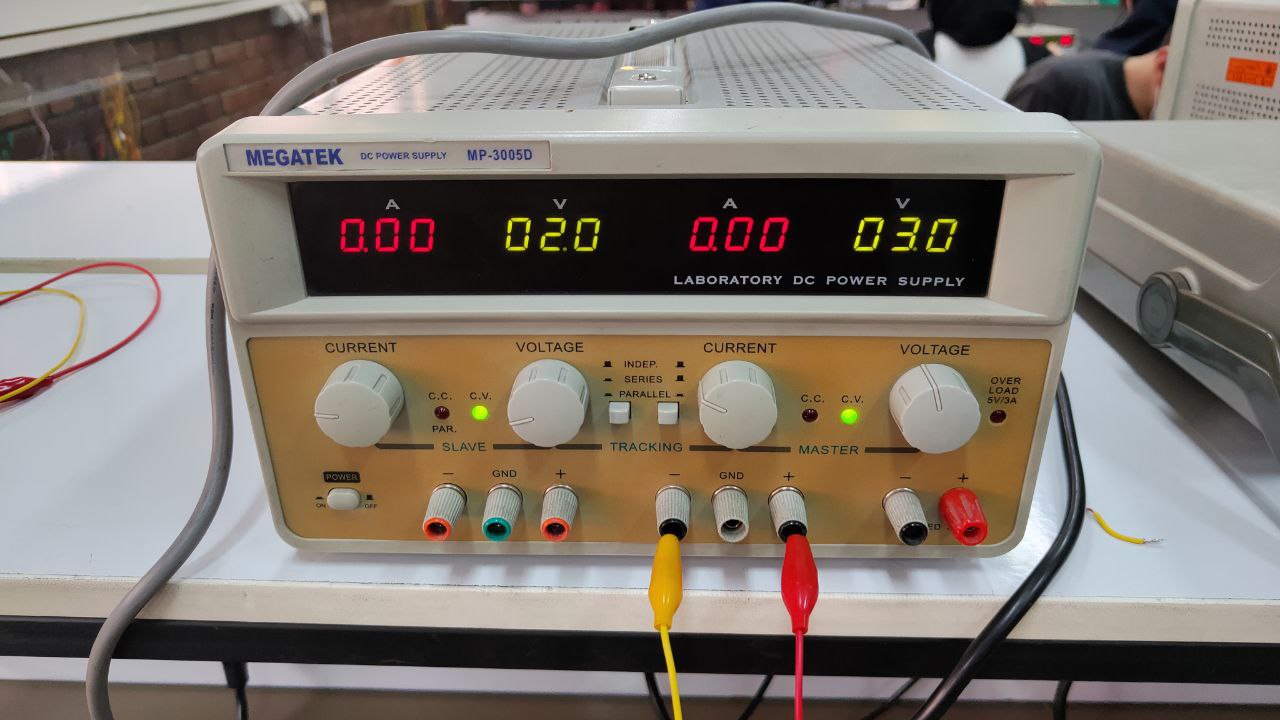 MEGATEK DC POWER SUPPLY MP-3005D
A V A V
0.00 02.0 0.00 03.0
LABORATORY DC POWER SUPPLY
CURRENT VOLTAGE INDEP. CURRENT VOLTAGE
SERIES
PARALLEL
OVER
LOAD
5V/3A
C.C. C.V. C.C. C.V.
PAR.
SLAVE TRACKING MASTER
POWER
ON OFF
− GND + − GND + − +
ED